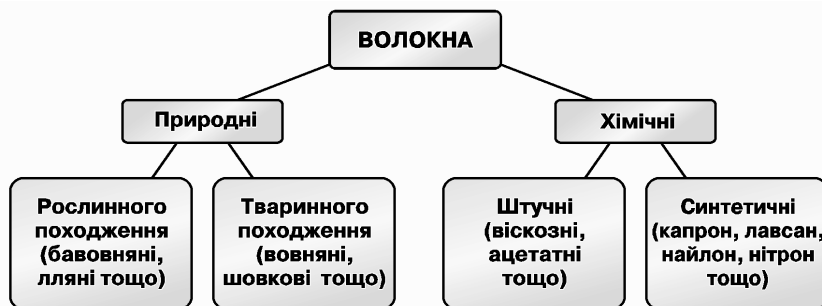 ВОЛОКНА
Природні
Хімічні
Рослинного
походження
(бавовняні,
лляні тощо)
Тваринного
походження
(вовняні,
шовкові тощо)
Штучні
(віскозні,
ацетатні
тощо)
Синтетичні
(капрон, лавсан,
найлон, нітрон
тощо)